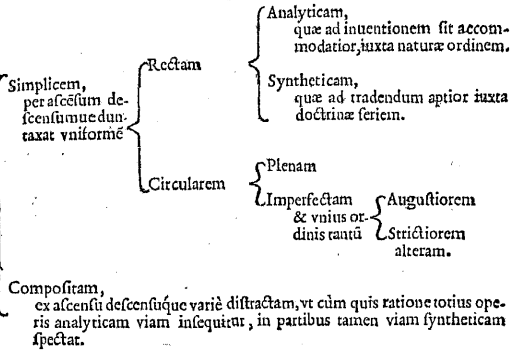 Analyticam,
quæ ad inuentionem ſit accom-
modatior, iuxta naturæ ordinem.
Rectam
Syntheticam,
quæ ad tradendum aptior iuxta
doctrinæ ſeriem.
Simplicem,
per aſcẽſum de-
ſcenſumue dun-
taxat vniformẽ
Circularem
Plenam
Imperfectam
& vnius or-
dinis tantũ
Auguſtiorem
Strictiorem
alteram.
Compoſitam,
ex aſcenſu deſcenſuque variè diſtractam, vt cùm quis ratione totius ope-
ris analyticam viam inſequitur, in partibus tamen viam ſyntheticam
ſpectat.